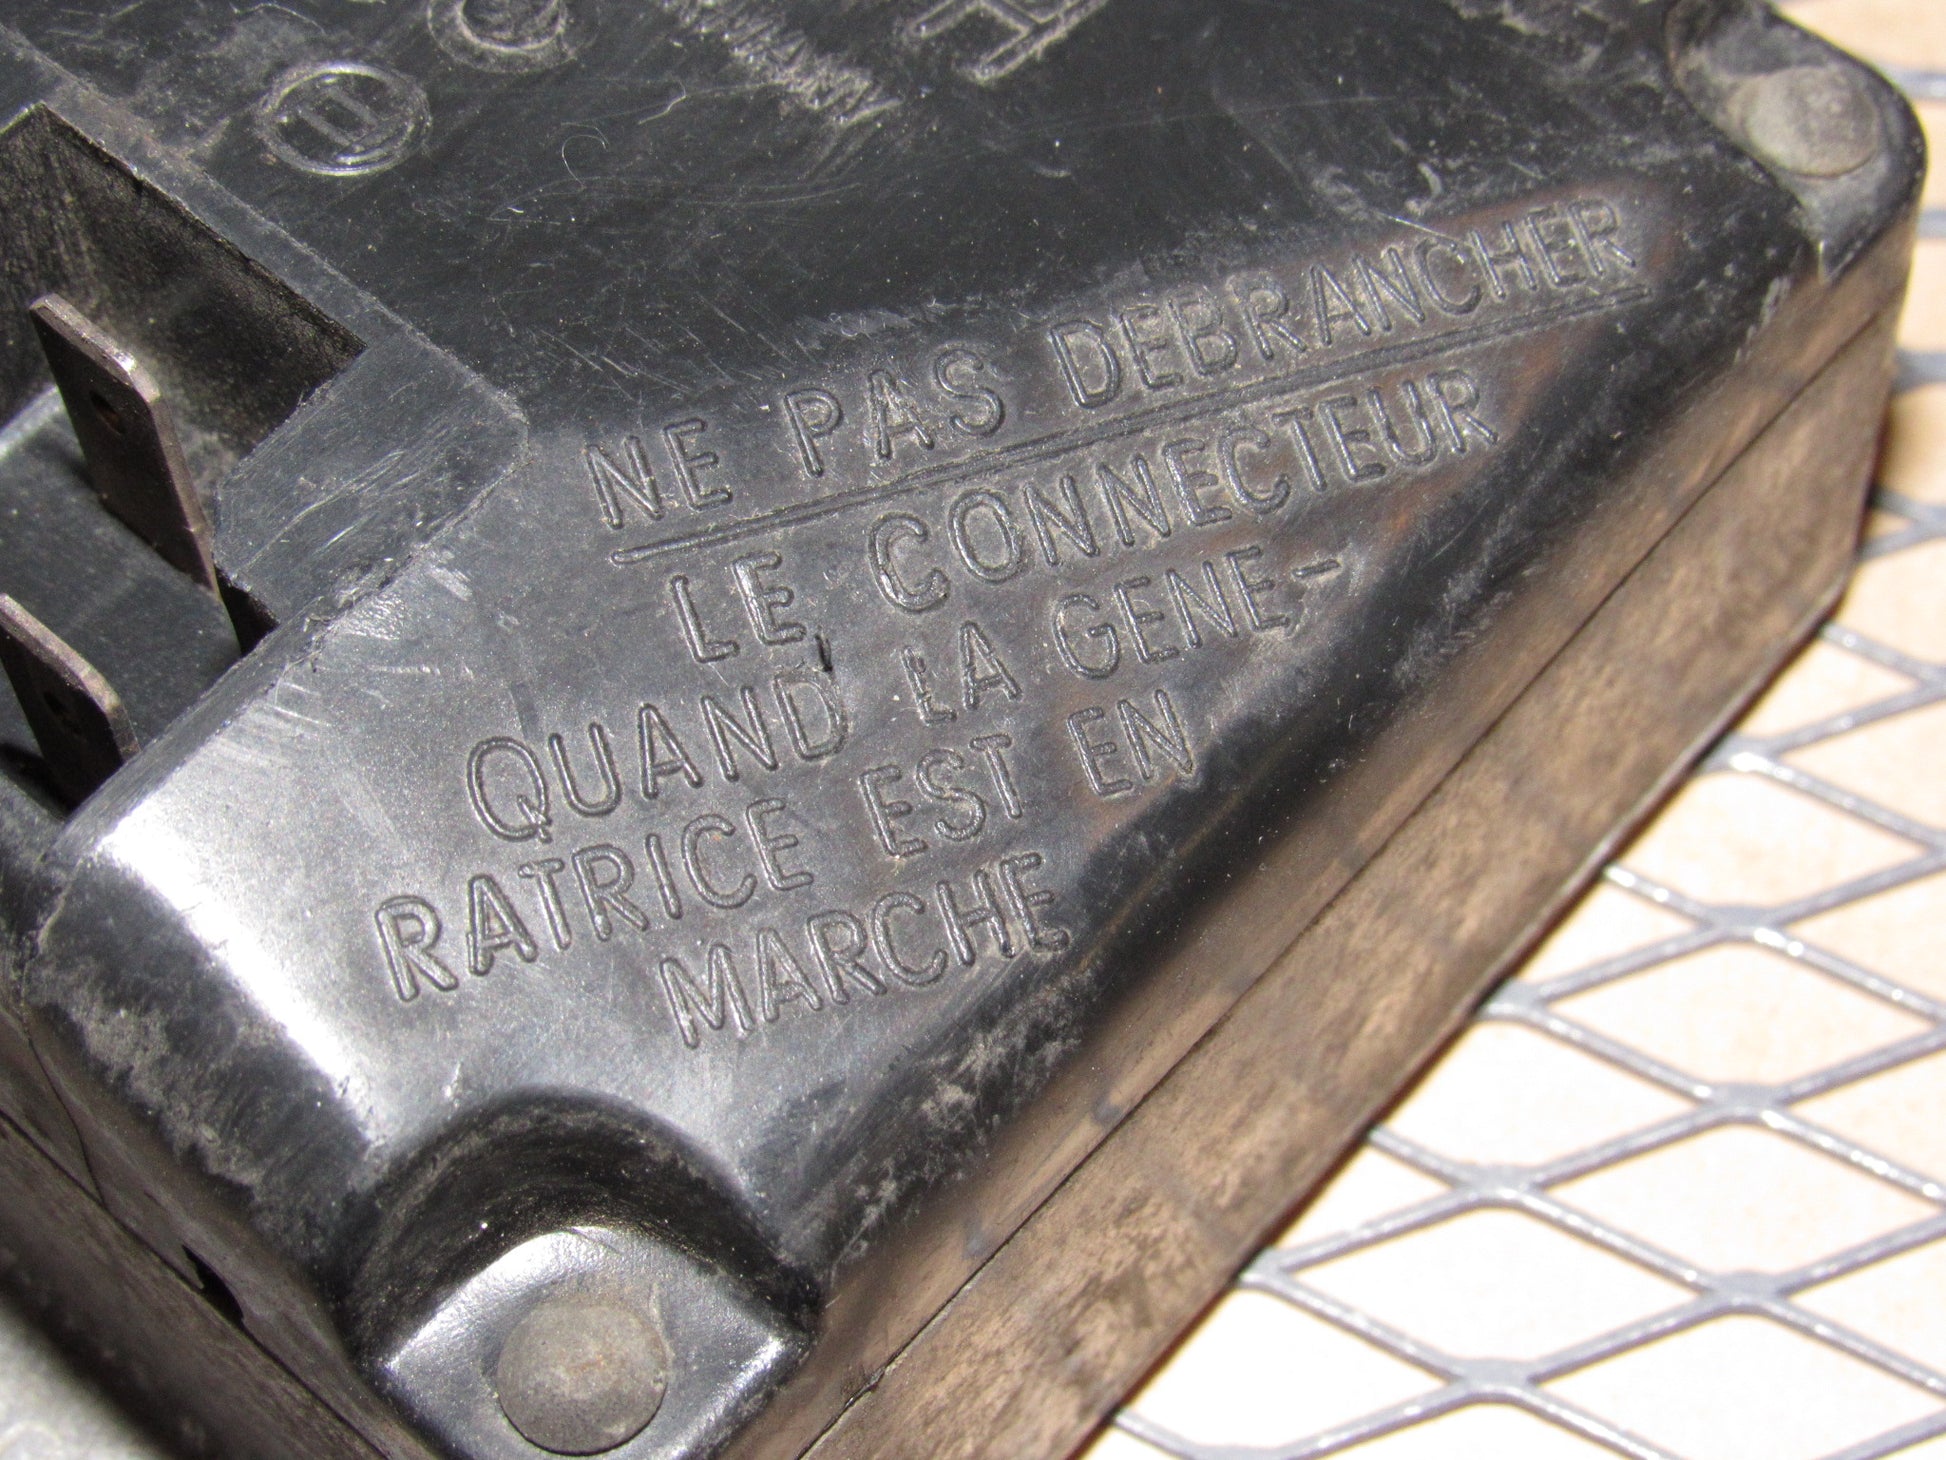 NE PAS DEBRANCHER
LE CONNECTEUR
QUAND LA GENE-
RATRICE EST EN
MARCHE